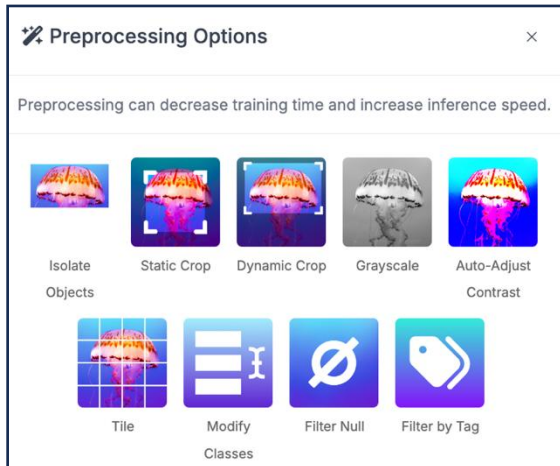 Preprocessing Options
Preprocessing can decrease training time and increase inference speed.
Isolate
Objects
Static Crop
Dynamic Crop
Grayscale
Auto-Adjust
Contrast
Tile
Modify
Classes
Filter Null
Filter by Tag